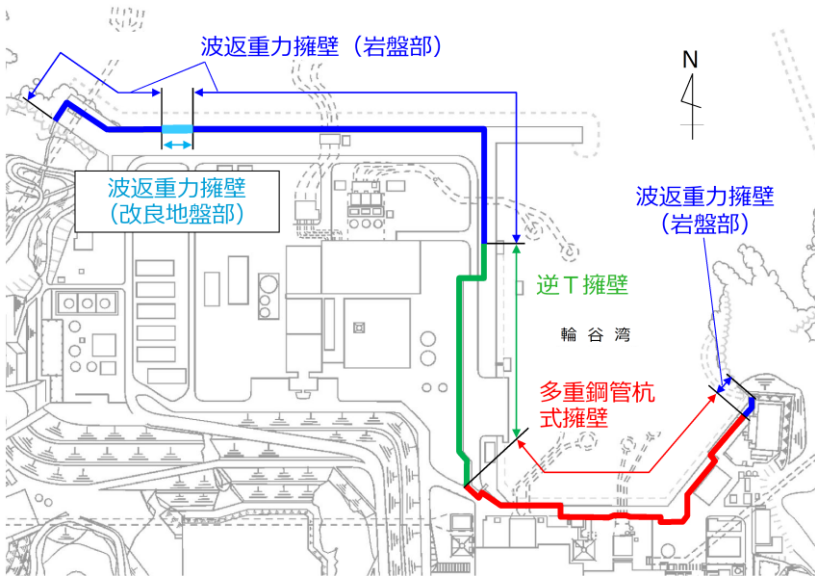 波返重力擁壁（岩盤部）
N
波返重力擁壁
（改良地盤部）
波返重力擁壁
（岩盤部）
逆Ｔ擁壁
輪谷湾
多重鋼管杭
式擁壁